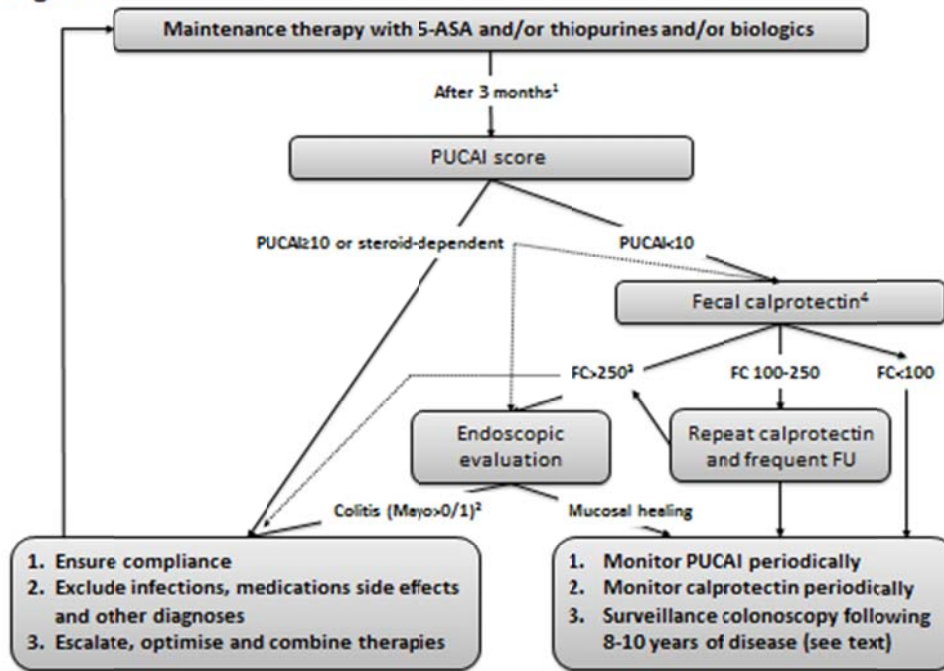 Maintenance therapy with 5-ASA and/or thiopurines and/or biologics
After 3 months¹
PUCAI score
PUCAI≥10 or steroid-dependent
PUCAI<10
Fecal calprotectin⁴
FC>250³
FC 100-250
FC<100
Endoscopic
evaluation
Repeat calprotectin
and frequent FU
Colitis (Mayo>0/1)²
Mucosal healing
1. Ensure compliance
2. Exclude infections, medications side effects
and other diagnoses
3. Escalate, optimise and combine therapies
1. Monitor PUCAI periodically
2. Monitor calprotectin periodically
3. Surveillance colonoscopy following
8-10 years of disease (see text)